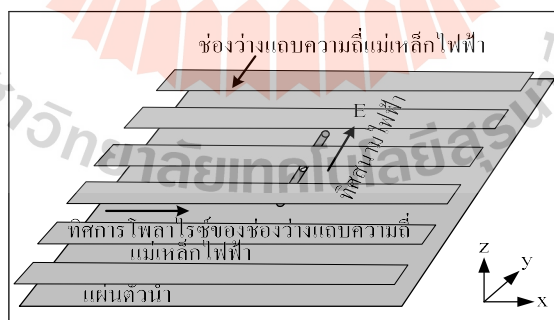 ช่องว่างแถบความถี่แม่เหล็กไฟฟ้า
E
ทิศสนามไฟฟ้า
ทิศการโพลาไรซ์ของช่องว่างแถบความถี่
แม่เหล็กไฟฟ้า
แผ่นตัวนำ
z
y
x